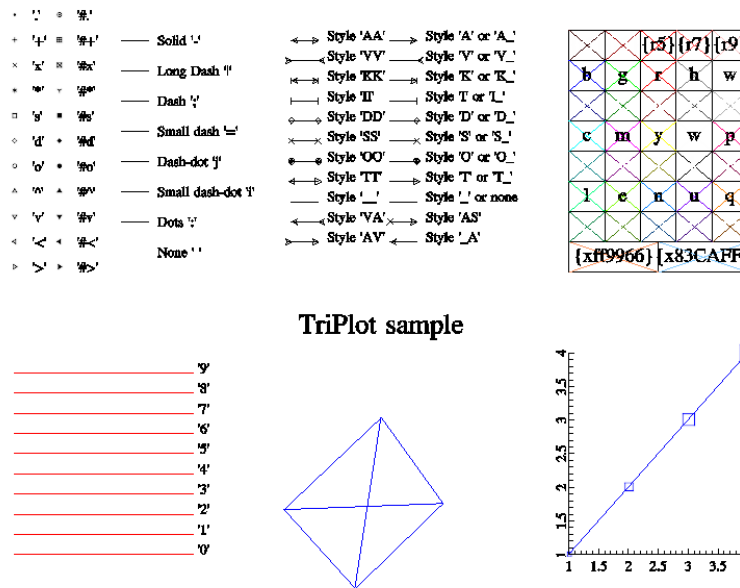 '.' '#.'
'+' '#+'
'x' '#x'
'*' '#*'
's' '#s'
'd' '#d'
'o' '#o'
'^' '#^'
'v' '#v'
'<' '#<'
'>' '#>'
Solid '-'
Long Dash '|'
Dash ';'
Small dash '='
Dash-dot 'j'
Small dash-dot 'i'
Dots ':'
None ' '
Style 'AA' Style 'A' or 'A_'
Style 'VV' Style 'V' or 'V_'
Style 'KK' Style 'K' or 'K_'
Style 'II' Style 'I' or 'I_'
Style 'DD' Style 'D' or 'D_'
Style 'SS' Style 'S' or 'S_'
Style 'OO' Style 'O' or 'O_'
Style 'TT' Style 'T' or 'T_'
Style '__' Style '_' or none
Style 'VA' Style 'AS'
Style 'AV' Style '_A'
{r5} {r7} {r9
b g r h w
c m y w p
l e n u q
{xff9966} {x83CAFF
TriPlot sample
'9'
'8'
'7'
'6'
'5'
'4'
'3'
'2'
'1'
'0'
4
3.5
3
2.5
2
1.5
1
1 1.5 2 2.5 3 3.5